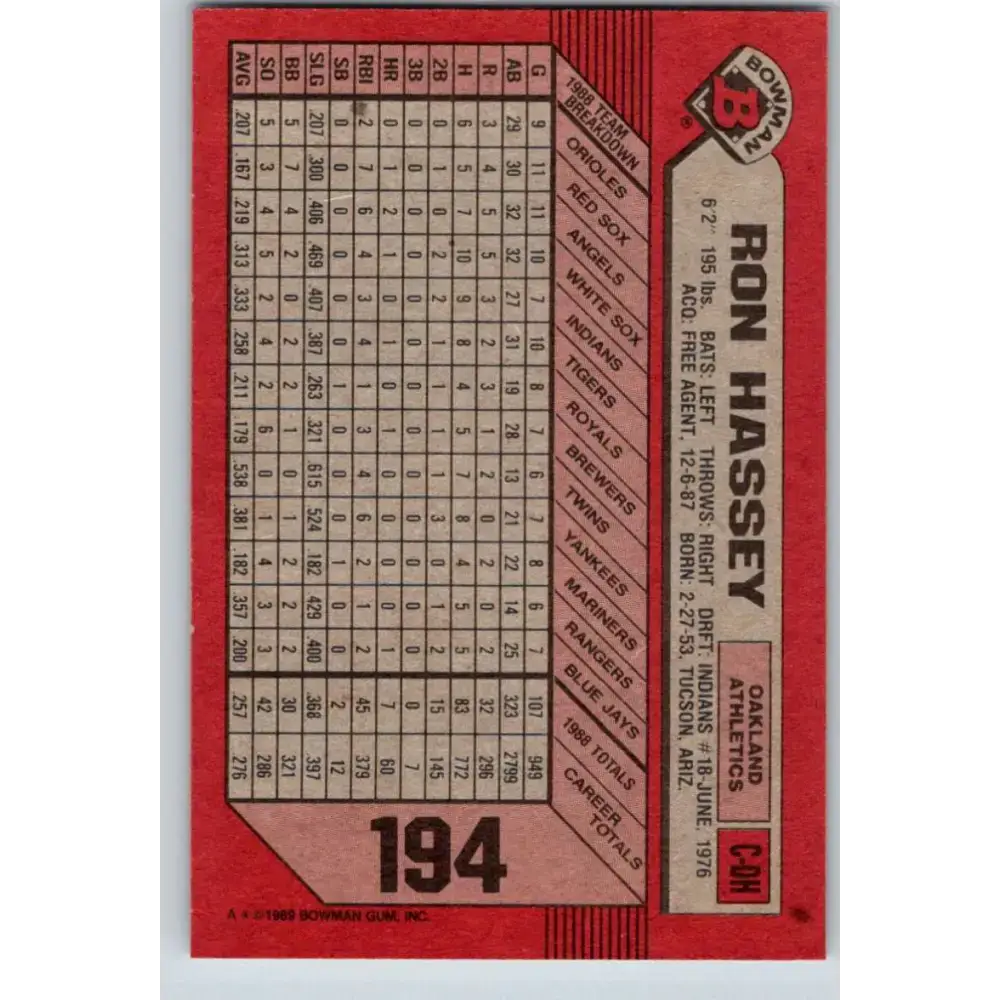 BOWMAN
B
®
RON HASSEY
OAKLAND
ATHLETICS
C-DH
6'2" 195 lbs. BATS: LEFT THROWS: RIGHT DRFT: INDIANS #18-JUNE, 1976
ACQ: FREE AGENT, 12-6-87 BORN: 2-27-53, TUCSON, ARIZ.
1988 TEAM
BREAKDOWN
ORIOLES
RED SOX
ANGELS
WHITE SOX
INDIANS
TIGERS
ROYALS
BREWERS
TWINS
YANKEES
MARINERS
RANGERS
BLUE JAYS
1988 TOTALS
CAREER
TOTALS
G 9 11 11 10 7 10 8 7 6 7 8 6 7 107 949
AB 29 30 32 32 27 31 19 28 13 21 22 14 25 323 2799
R 3 4 5 5 3 2 3 1 2 0 2 0 2 32 296
H 6 5 7 10 9 8 4 5 7 8 4 5 5 83 772
2B 0 1 0 2 2 1 1 1 1 3 0 1 2 15 145
3B 0 0 0 0 0 0 0 0 0 0 0 0 0 0 7
HR 0 1 2 1 0 1 0 1 0 0 0 0 1 7 60
RBI 2 7 6 4 3 4 1 3 4 6 2 1 2 45 379
SB 0 0 0 0 0 0 1 0 0 0 1 0 0 2 12
SLG .207 .300 .406 .469 .407 .387 .263 .321 .615 .524 .182 .429 .400 .368 .397
BB 5 7 4 2 0 2 2 1 0 1 2 2 2 30 321
SO 5 3 4 5 2 4 2 6 0 1 4 3 3 42 286
AVG .207 .167 .219 .313 .333 .258 .211 .179 .538 .381 .182 .357 .200 .257 .276
194
A * ©1989 BOWMAN GUM, INC.